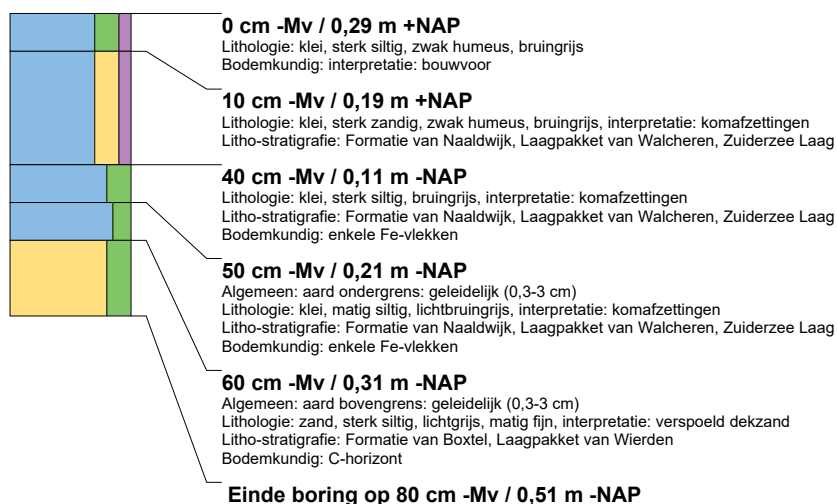 0 cm -Mv / 0,29 m +NAP
Lithologie: klei, sterk siltig, zwak humeus, bruingrijs
Bodemkundig: interpretatie: bouwvoor
10 cm -Mv / 0,19 m +NAP
Lithologie: klei, sterk zandig, zwak humeus, bruingrijs, interpretatie: komafzettingen
Litho-stratigrafie: Formatie van Naaldwijk, Laagpakket van Walcheren, Zuiderzee Laag
40 cm -Mv / 0,11 m -NAP
Lithologie: klei, sterk siltig, bruingrijs, interpretatie: komafzettingen
Litho-stratigrafie: Formatie van Naaldwijk, Laagpakket van Walcheren, Zuiderzee Laag
Bodemkundig: enkele Fe-vlekken
50 cm -Mv / 0,21 m -NAP
Algemeen: aard ondergrens: geleidelijk (0,3-3 cm)
Lithologie: klei, matig siltig, lichtbruingrijs, interpretatie: komafzettingen
Litho-stratigrafie: Formatie van Naaldwijk, Laagpakket van Walcheren, Zuiderzee Laag
Bodemkundig: enkele Fe-vlekken
60 cm -Mv / 0,31 m -NAP
Algemeen: aard bovengrens: geleidelijk (0,3-3 cm)
Lithologie: zand, sterk siltig, lichtgrijs, matig fijn, interpretatie: verspoeld dekzand
Litho-stratigrafie: Formatie van Boxtel, Laagpakket van Wierden
Bodemkundig: C-horizont
Einde boring op 80 cm -Mv / 0,51 m -NAP